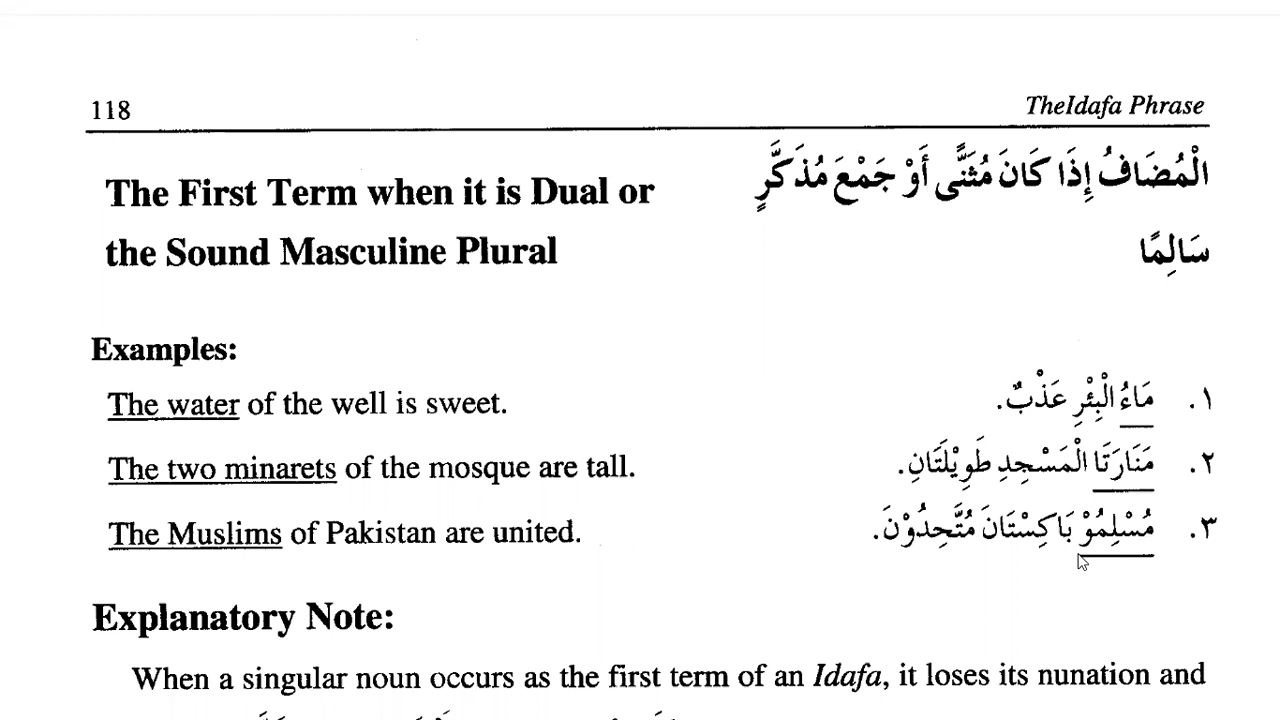 118 TheIdafa Phrase
The First Term when it is Dual or
the Sound Masculine Plural
الْمُضَافُ إِذَا كَانَ مُثَنًّى أَوْ جَمْعَ مُذَكَّرٍ
سَالِمًا
Examples:
The water of the well is sweet. ١. مَاءُ الْبِئْرِ عَذْبٌ.
The two minarets of the mosque are tall. ٢. مَنَارَتَا الْمَسْجِدِ طَوِيْلَتَانِ.
The Muslims of Pakistan are united. ٣. مُسْلِمُوْ بَاكِسْتَانَ مُتَّحِدُوْنَ.
Explanatory Note:
When a singular noun occurs as the first term of an Idafa, it loses its nunation and